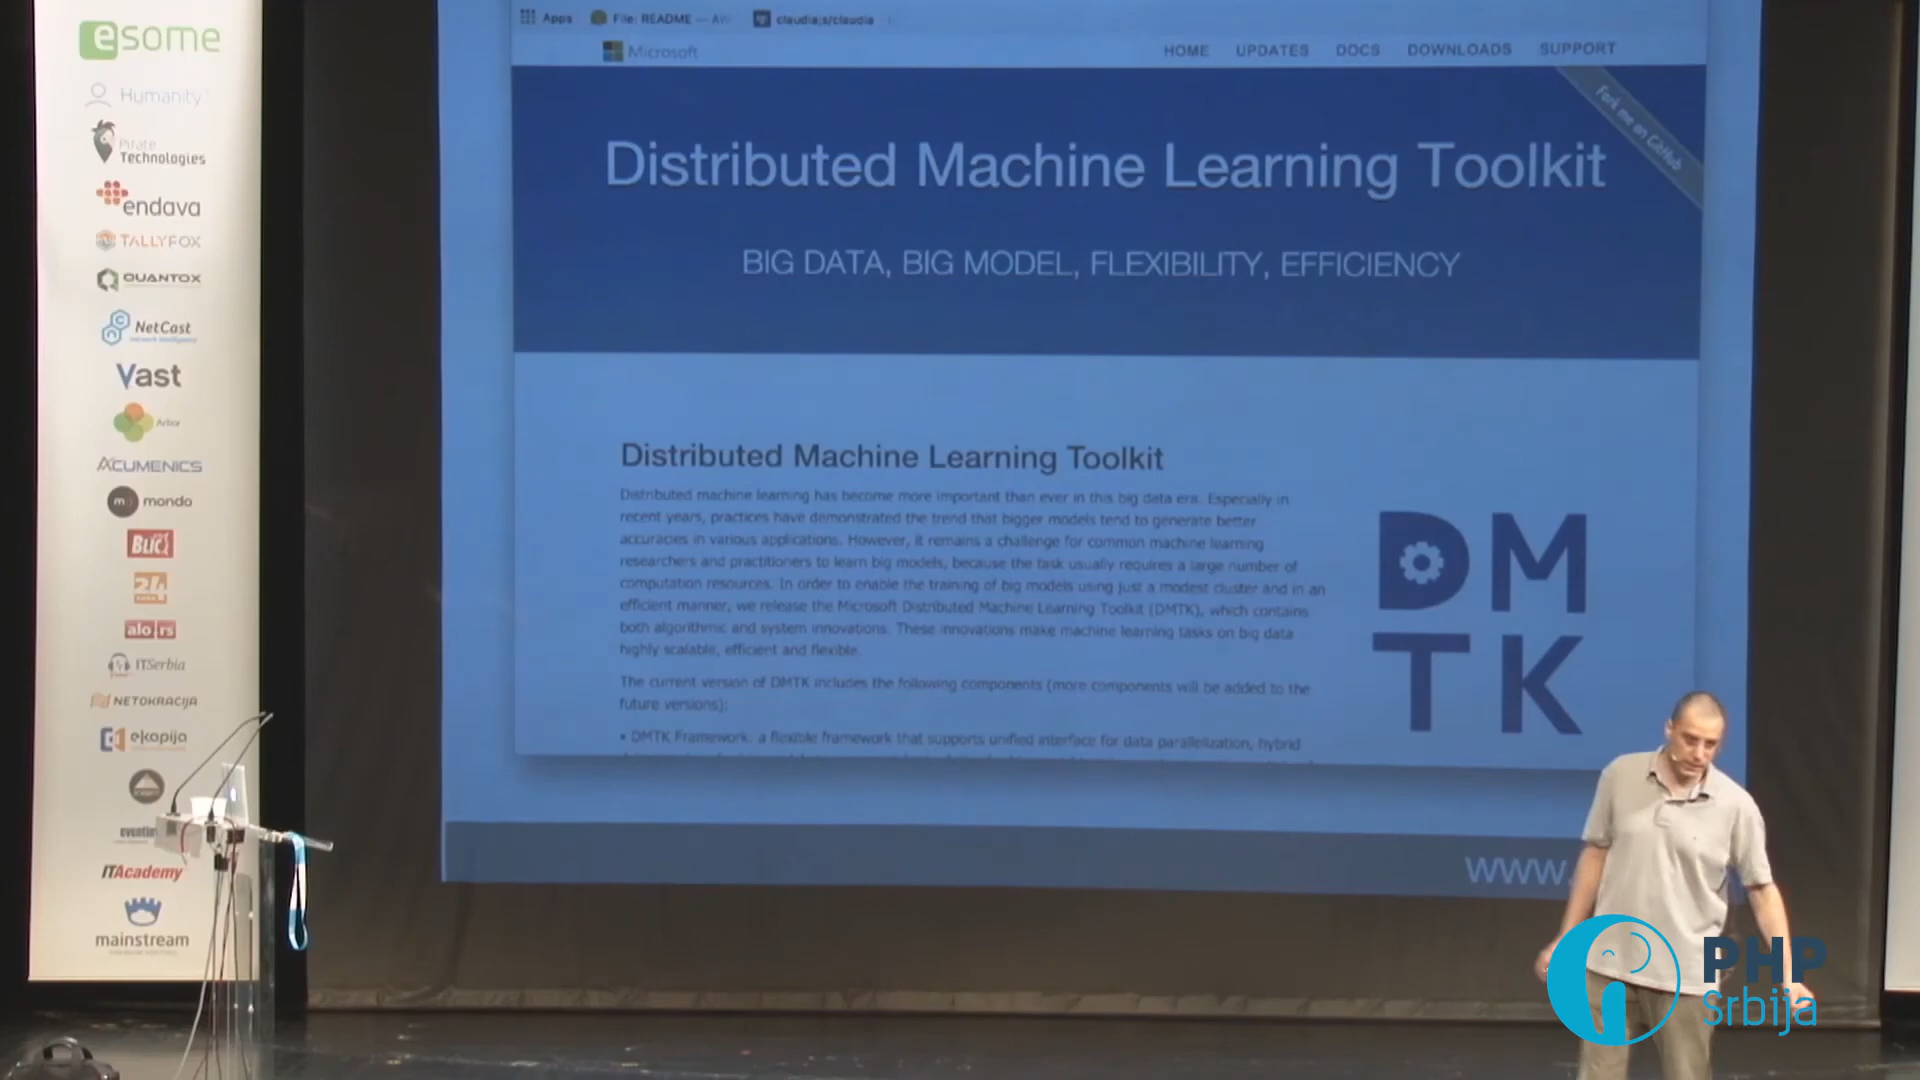 esome
Humanity
Pirate
Technologies
endava
TALLYFOX
QUANTOX
NetCast
Vast
Arbor
ACUMENICS
mondo
BLIC
24
alo rs
ITSerbia
NETOKRACIJA
ekapija
ITAcademy
mainstream
Apps File: README — AW claudiajs/claudia
Microsoft HOME UPDATES DOCS DOWNLOADS SUPPORT
Fork me on GitHub
Distributed Machine Learning Toolkit
BIG DATA, BIG MODEL, FLEXIBILITY, EFFICIENCY
Distributed Machine Learning Toolkit
Distributed machine learning has become more important than ever in this big data era. Especially in
recent years, practices have demonstrated the trend that bigger models tend to generate better
accuracies in various applications. However, it remains a challenge for common machine learning
researchers and practitioners to learn big models, because the task usually requires a large number of
computation resources. In order to enable the training of big models using just a modest cluster and in an
efficient manner, we release the Microsoft Distributed Machine Learning Toolkit (DMTK), which contains
both algorithmic and system innovations. These innovations make machine learning tasks on big data
highly scalable, efficient and flexible.
The current version of DMTK includes the following components (more components will be added to the
future versions):
• DMTK Framework: a flexible framework that supports unified interface for data parallelization, hybrid
DM
TK
www.
PHP
Srbija